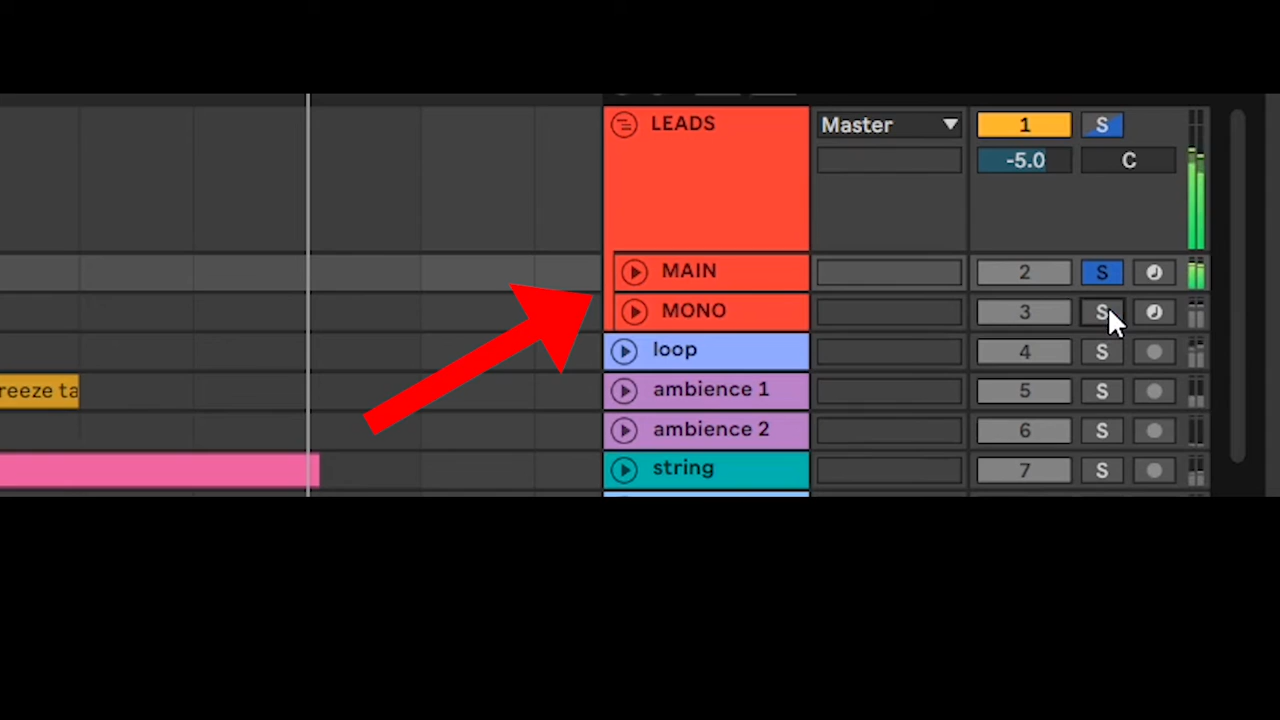 LEADS Master 1 S
-5.0 C
MAIN 2 S
MONO 3 S
loop 4 S
reeze ta ambience 1 5 S
ambience 2 6 S
string 7 S